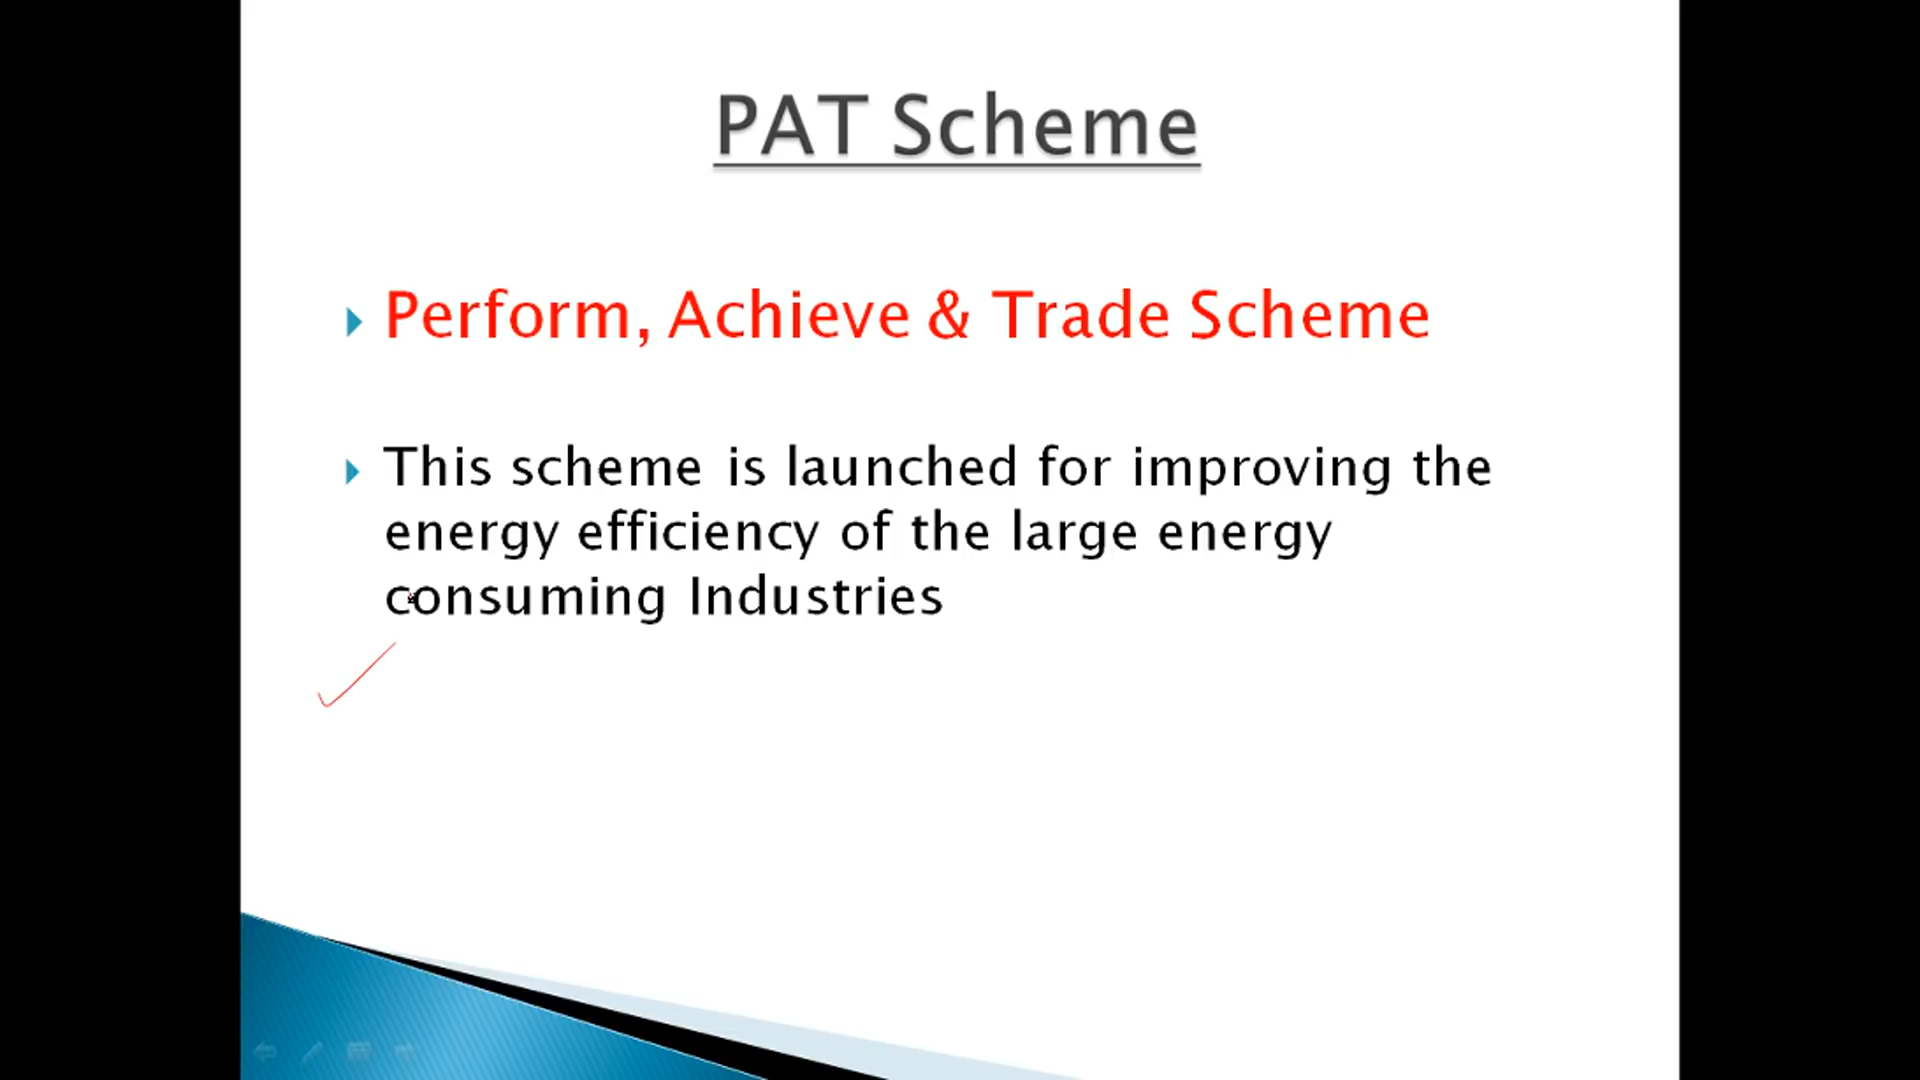 PAT Scheme
Perform, Achieve & Trade Scheme
This scheme is launched for improving the
energy efficiency of the large energy
consuming Industries